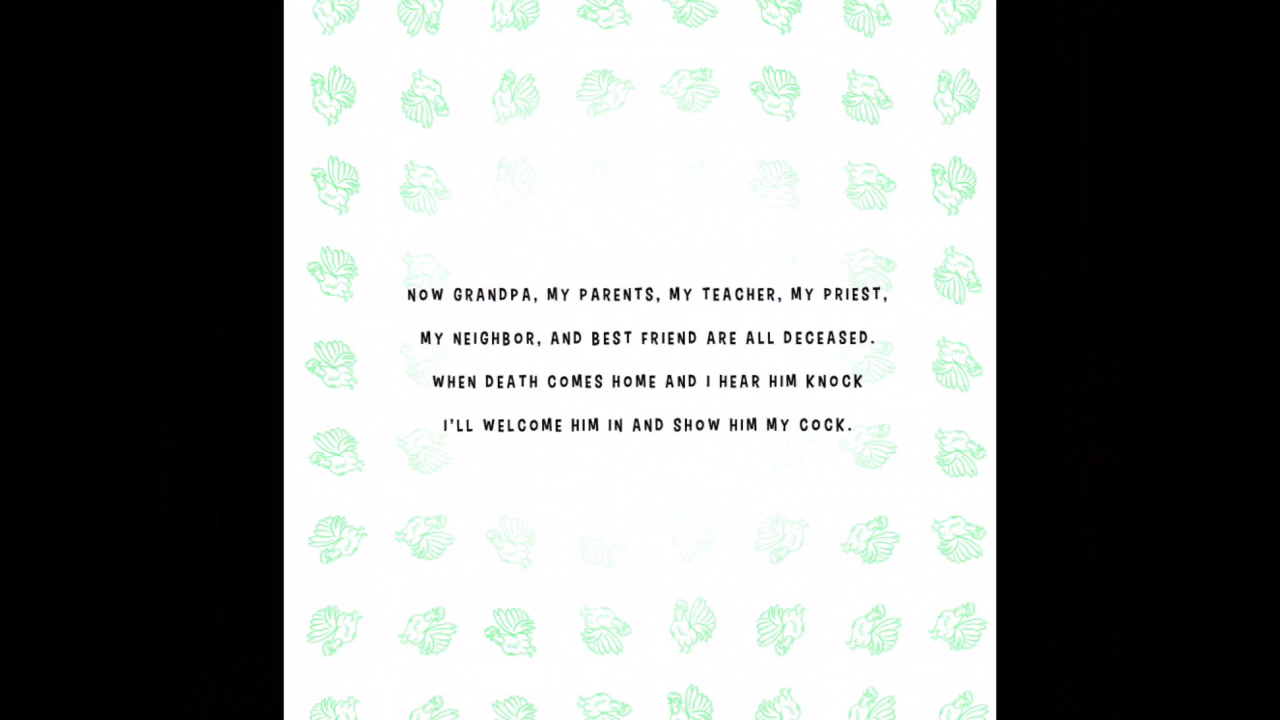 NOW GRANDPA, MY PARENTS, MY TEACHER, MY PRIEST,
MY NEIGHBOR, AND BEST FRIEND ARE ALL DECEASED.
WHEN DEATH COMES HOME AND I HEAR HIM KNOCK
I'LL WELCOME HIM IN AND SHOW HIM MY COCK.